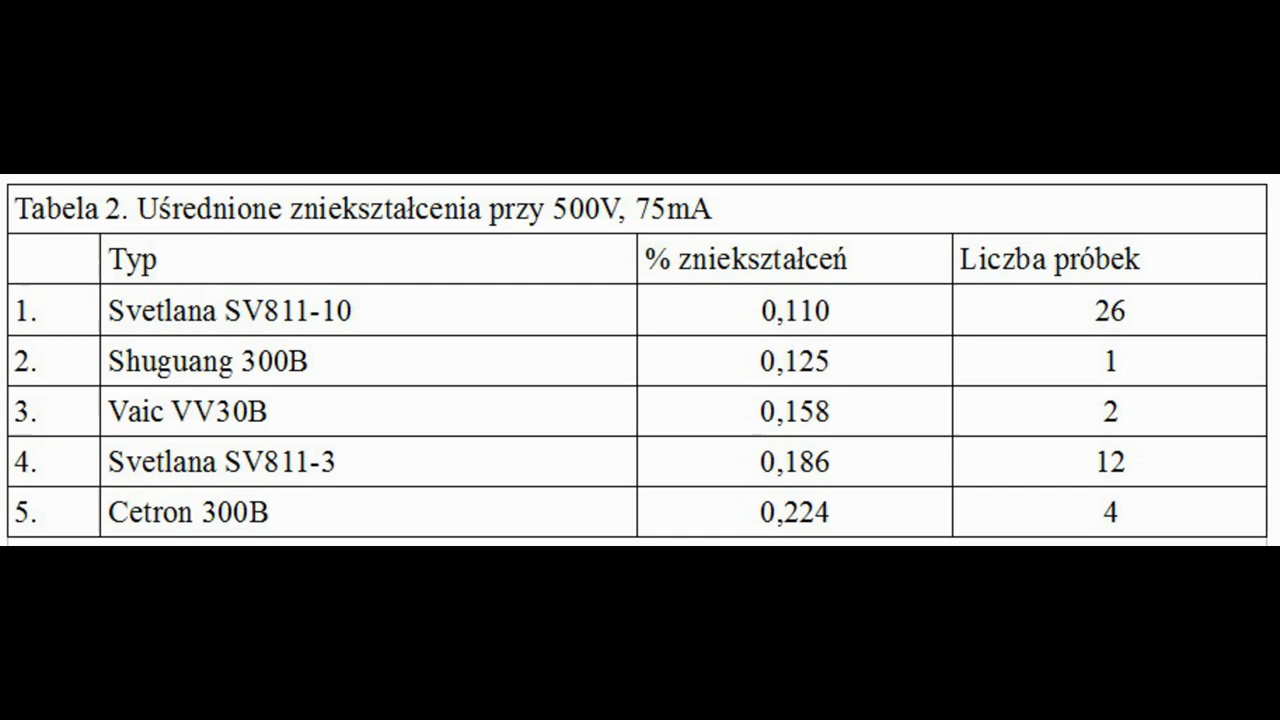 Tabela 2. Uśrednione zniekształcenia przy 500V, 75mA
Typ % zniekształceń Liczba próbek
1. Svetlana SV811-10 0,110 26
2. Shuguang 300B 0,125 1
3. Vaic VV30B 0,158 2
4. Svetlana SV811-3 0,186 12
5. Cetron 300B 0,224 4